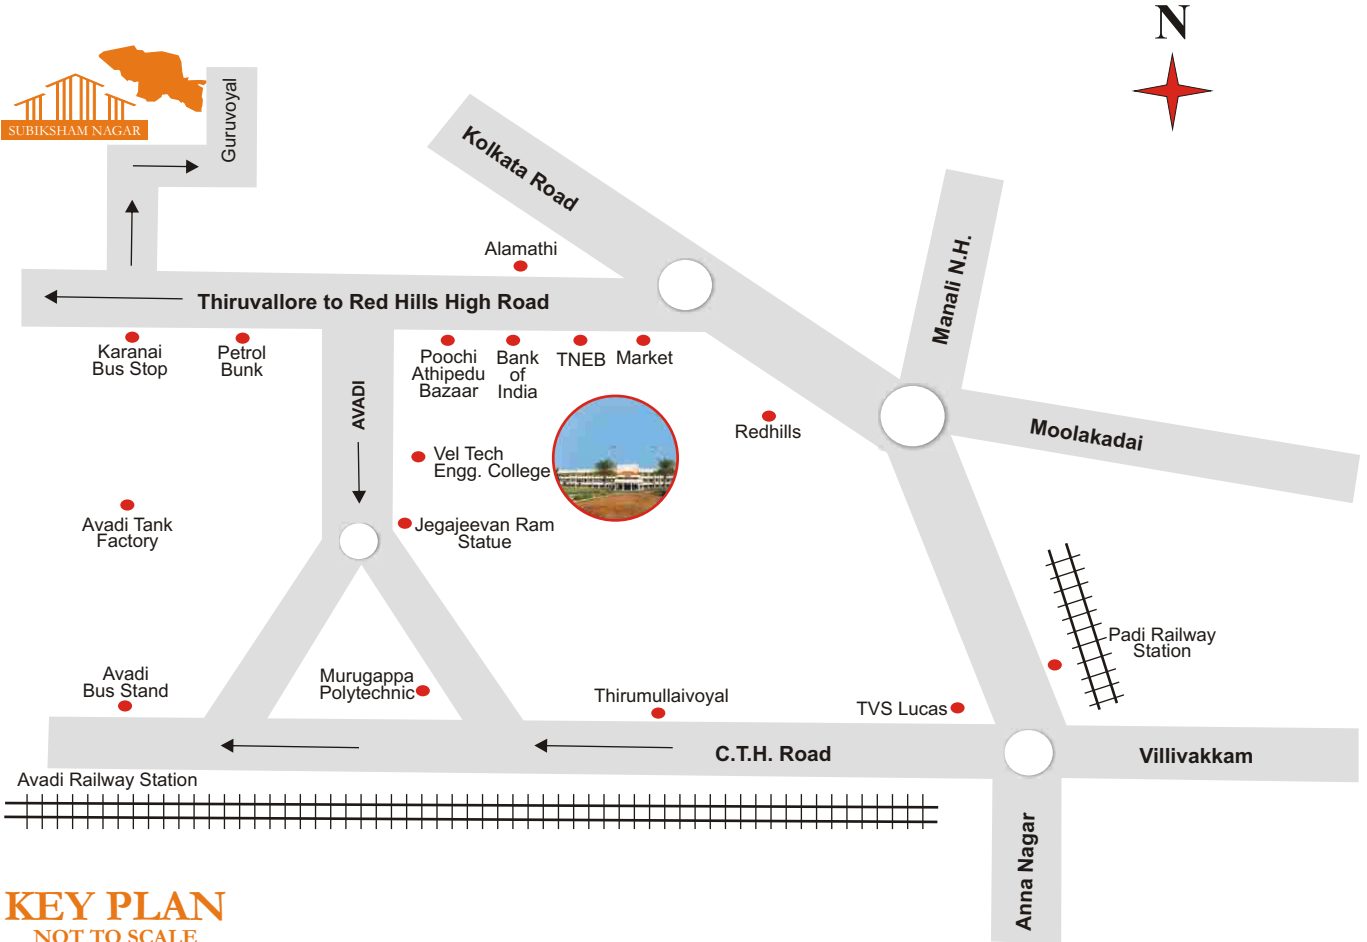 N
SUBIKSHAM NAGAR
Guruvoyal
Kolkata Road
Manali N.H.
Alamathi
Thiruvallore to Red Hills High Road
Karanai
Bus Stop
Petrol
Bunk
Poochi
Athipedu
Bazaar
Bank
of
India
TNEB
Market
AVADI
Redhills
Moolakadai
Vel Tech
Engg. College
Avadi Tank
Factory
Jegajeevan Ram
Statue
Padi Railway
Station
Avadi
Bus Stand
Murugappa
Polytechnic
Thirumullaivoyal
TVS Lucas
C.T.H. Road
Villivakkam
Avadi Railway Station
Anna Nagar
KEY PLAN
NOT TO SCALE